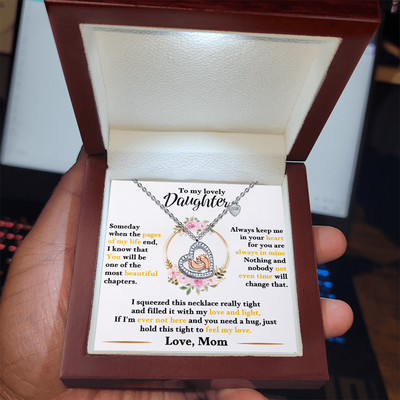 To my lovely
Daughter
Someday
when the pages
of my life end,
I know that
You will be
one of the
most beautiful
chapters.
Always keep me
in your heart
for you are
always in mine
Nothing and
nobody not
even time will
change that.
I squeezed this necklace really tight
and filled it with my love and light.
If I'm ever not here and you need a hug, just
hold this tight to feel my love.
Love, Mom